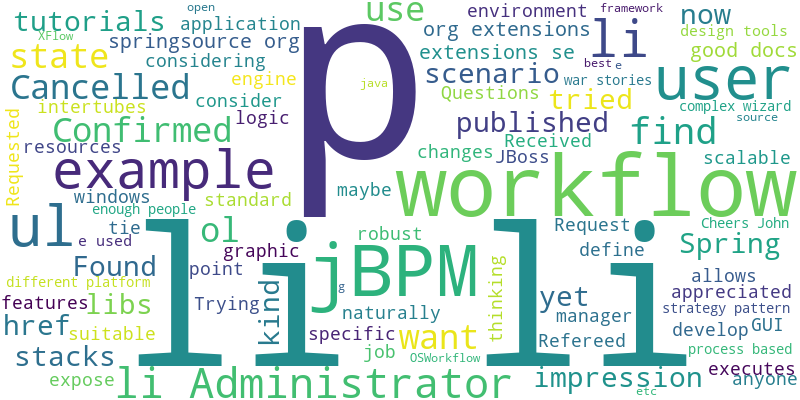 open
framework
tutorials
application
use
environment
now
XFlow
springsource org
org extensions
li
design tools
state
considering
extensions se
good docs
Cancelled
engine
p
java
scenario
best
e
war stories
user
intertubes
consider
Questions
tried
complex wizard
Requested
Confirmed
logic
published
find
source
resources
Received
example
changes
JBoss
scalable
windows
standard
maybe
workflow
enough people
ul
tie
ol
Request
Cheers John
e used
graphic
robust
define
Spring
Found
point
li li
jBPM
thinking
allows
different platform
g
features
libs
Trying
kind
naturally
yet
manager
appreciated
strategy pattern
href
suitable
specific
want
Refereed
develop
GUI
stacks
job
OSWorkflow
process based
expose
li Administrator
impression
executes
anyone
etc